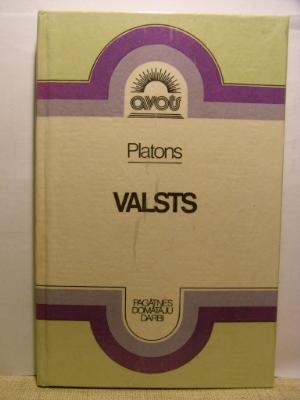 avots
Platons
VALSTS
PAGĀTNES
DOMĀTĀJU
DARBI